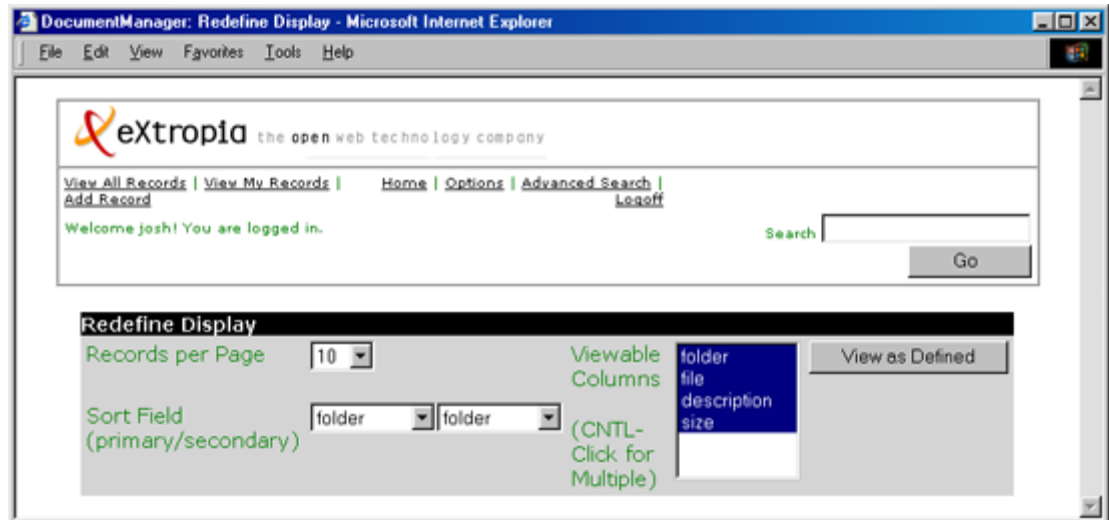 DocumentManager: Redefine Display - Microsoft Internet Explorer
File Edit View Favorites Tools Help
eXtropia the open web technology company
View All Records | View My Records | Home | Options | Advanced Search |
Add Record Logoff
Welcome josh! You are logged in.
Search
Go
Redefine Display
Records per Page 10 Viewable Columns folder file description size View as Defined
Sort Field (primary/secondary) folder folder (CNTL-Click for Multiple)